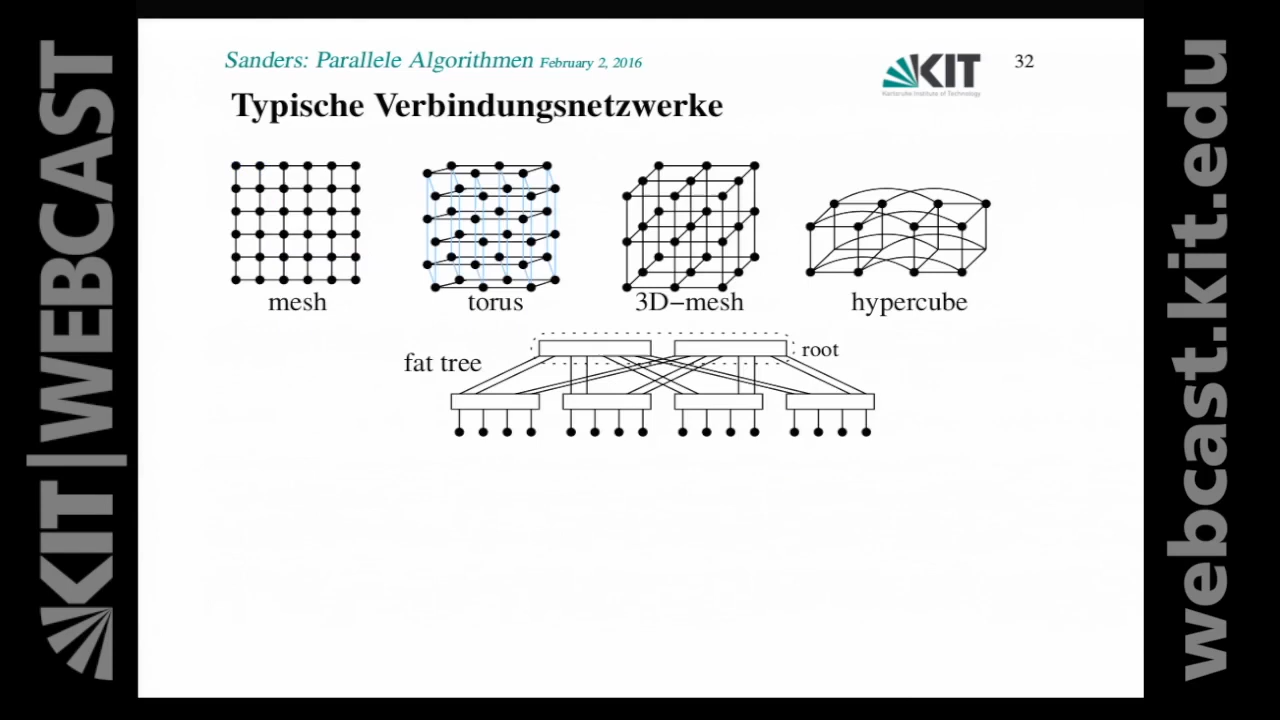 KIT|WEBCAST
Sanders: Parallele Algorithmen February 2, 2016
KIT
Karlsruhe Institute of Technology
32
Typische Verbindungsnetzwerke
mesh
torus
3D−mesh
hypercube
fat tree
root
webcast.kit.edu